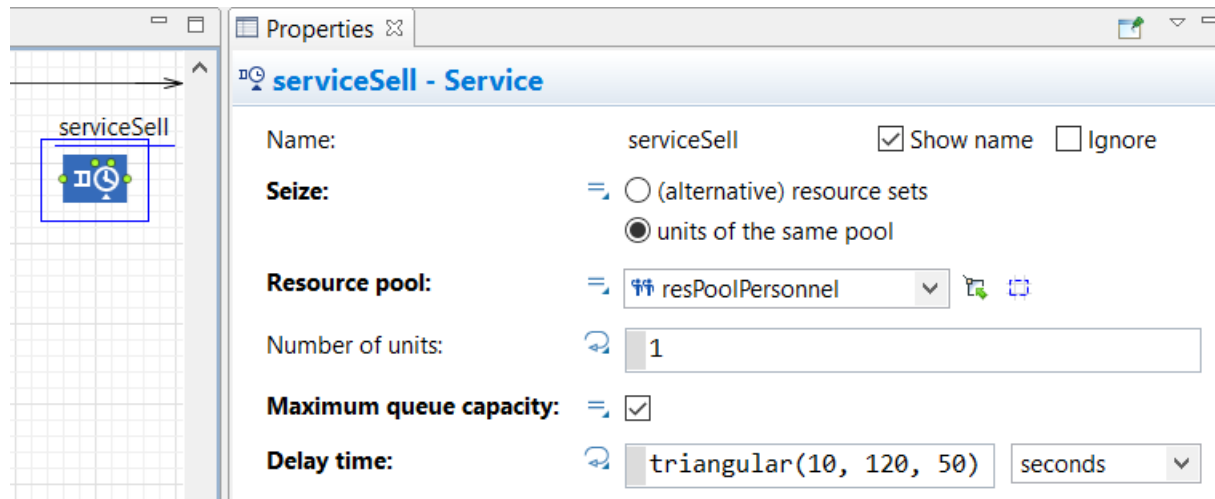 Properties
serviceSell - Service
serviceSell
Name: serviceSell Show name Ignore
Seize: (alternative) resource sets
units of the same pool
Resource pool: resPoolPersonnel
Number of units: 1
Maximum queue capacity:
Delay time: triangular(10, 120, 50) seconds